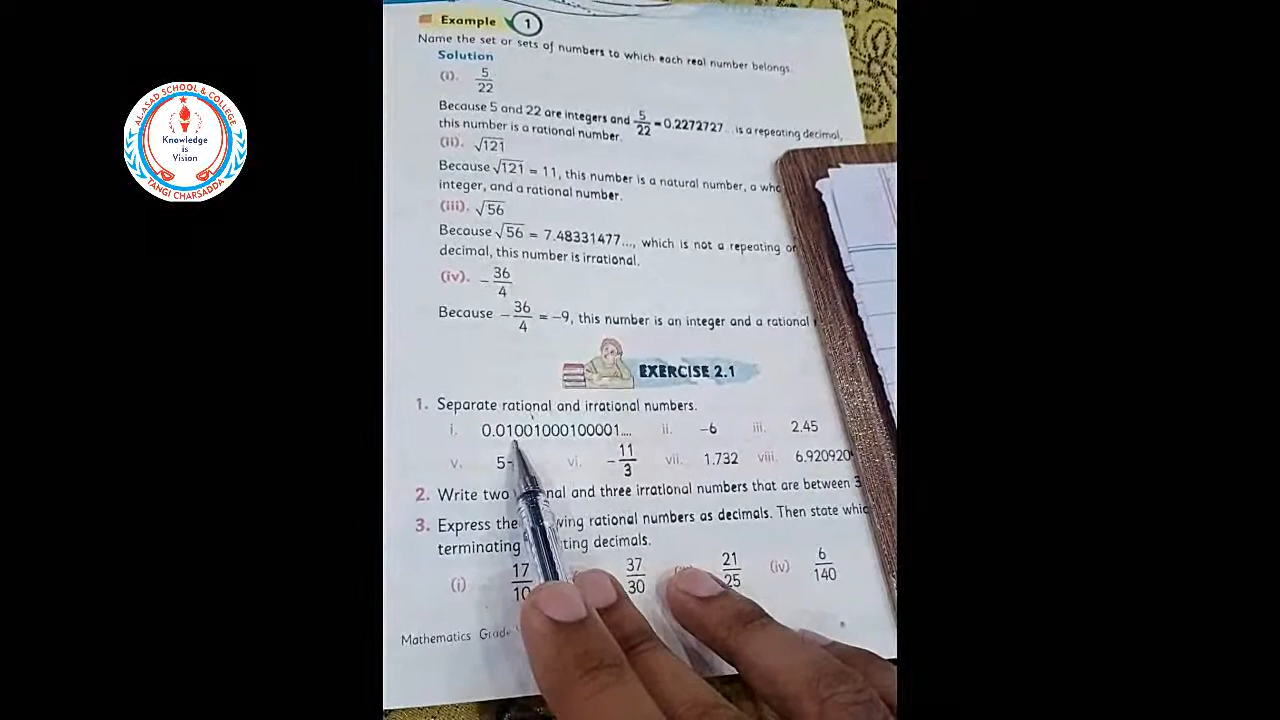 AL-ASAD SCHOOL & COLLEGE
Knowledge
is
Vision
TANGI CHARSADDA
Example 1
Name the set or sets of numbers to which each real number belongs.
Solution
(i). 5/22
Because 5 and 22 are integers and 5/22 = 0.2272727... is a repeating decimal,
this number is a rational number.
(ii). √121
Because √121 = 11, this number is a natural number, a
integer, and a rational number.
(iii). √56
Because √56 = 7.48331477..., which is not a repeating
decimal, this number is irrational.
(iv). -36/4
Because -36/4 = -9, this number is an integer and a rational
EXERCISE 2.1
1. Separate rational and irrational numbers.
i. 0.01001000100001.... ii. -6 iii. 2.45
v. vi. -11/3 vii. 1.732 viii. 6.920920
2. Write two and three irrational numbers that are between 3
3. Express the rational numbers as decimals. Then state
terminating decimals.
(i) 17/10 37/30 21/25 (iv) 6/140
Mathematics Grade